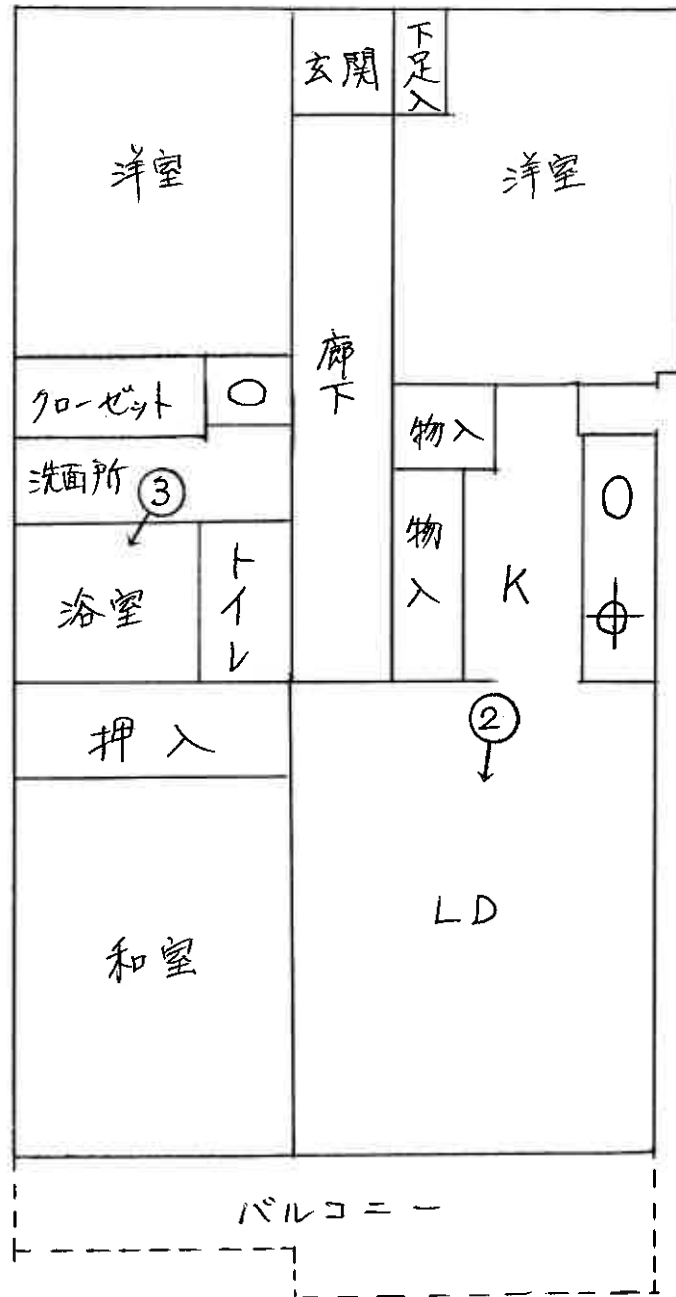 玄関
下足入
洋室
洋室
廊下
クローゼット
物入
洗面所
③
物入
浴室
トイレ
K
②
押入
LD
和室
バルコニー